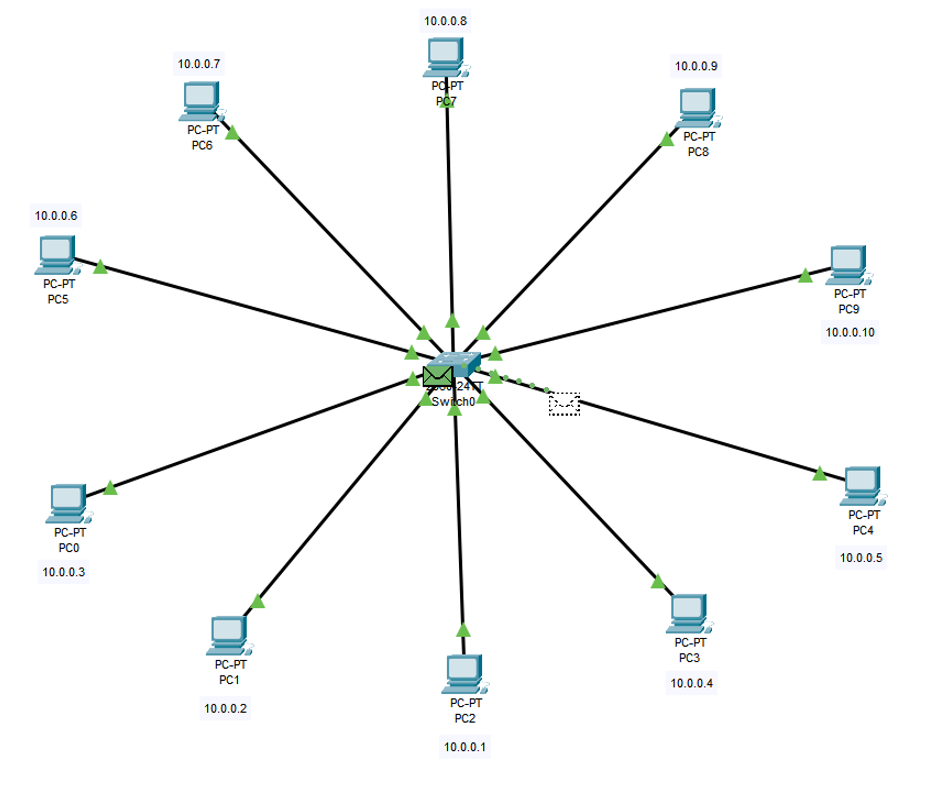 10.0.0.8
PC-PT
PC7
10.0.0.7
PC-PT
PC6
10.0.0.9
PC-PT
PC8
10.0.0.6
PC-PT
PC5
PC-PT
PC9
10.0.0.10
Switch0
PC-PT
PC4
10.0.0.5
PC-PT
PC0
10.0.0.3
PC-PT
PC3
10.0.0.4
PC-PT
PC1
10.0.0.2
PC-PT
PC2
10.0.0.1